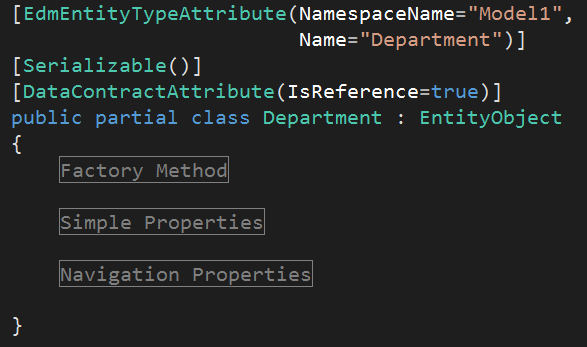 [EdmEntityTypeAttribute(NamespaceName="Model1",
Name="Department")]
[Serializable()]
[DataContractAttribute(IsReference=true)]
public partial class Department : EntityObject
{
Factory Method
Simple Properties
Navigation Properties
}